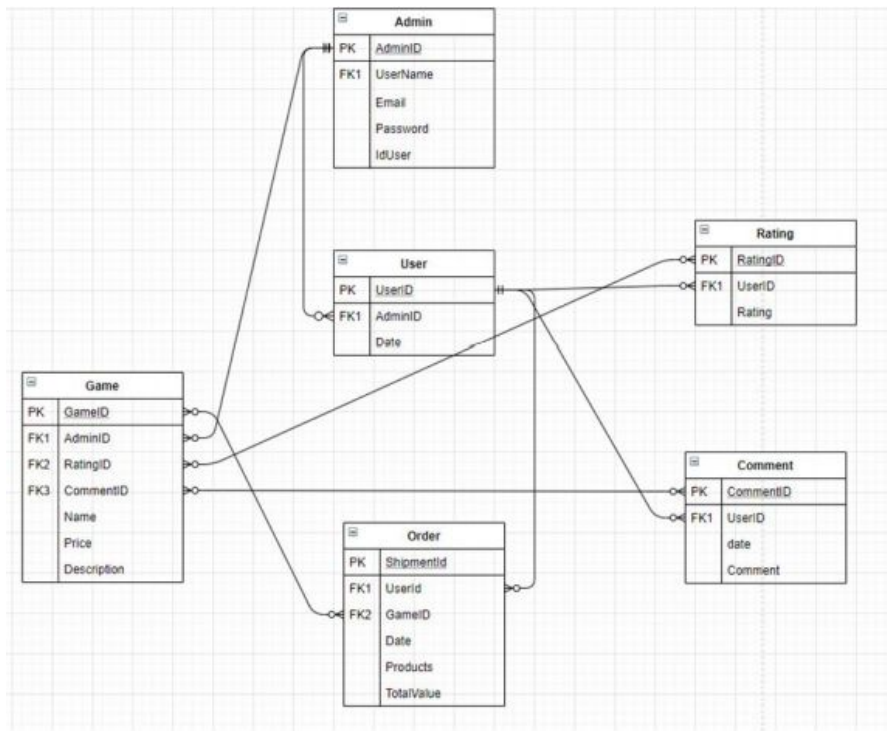 Admin
PK AdminID
FK1 UserName
Email
Password
IdUser
User
PK UserID
FK1 AdminID
Date
Rating
PK RatingID
FK1 UserID
Rating
Game
PK GameID
FK1 AdminID
FK2 RatingID
FK3 CommentID
Name
Price
Description
Order
PK ShipmentId
FK1 UserId
FK2 GameID
Date
Products
TotalValue
Comment
PK CommentID
FK1 UserID
date
Comment